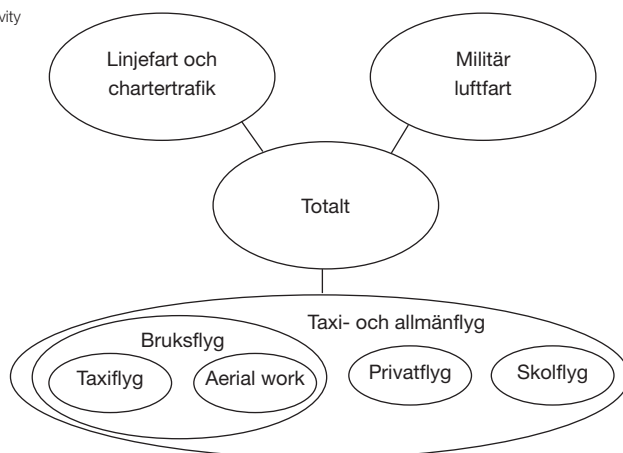 vity
Linjefart och
chartertrafik
Militär
luftfart
Totalt
Taxi- och allmänflyg
Bruksflyg
Taxiflyg
Aerial work
Privatflyg
Skolflyg